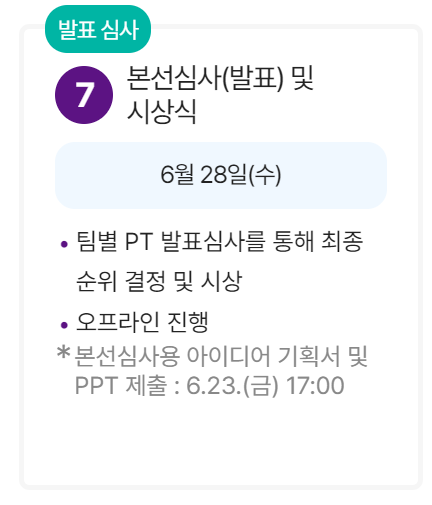 발표 심사
7
본선심사(발표) 및
시상식
6월 28일(수)
• 팀별 PT 발표심사를 통해 최종
순위 결정 및 시상
• 오프라인 진행
*본선심사용 아이디어 기획서 및
PPT 제출 : 6.23.(금) 17:00